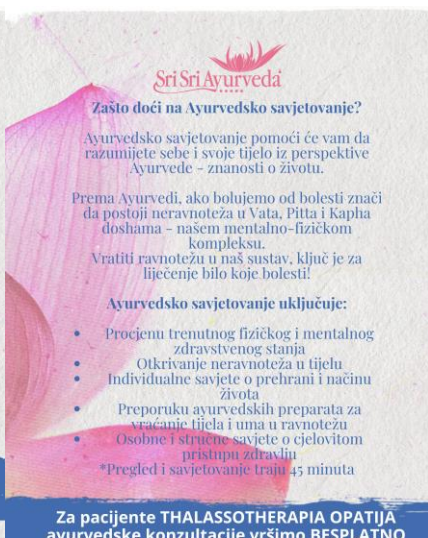 Sri Sri Ayurveda
Zašto doći na Ayurvedsko savjetovanje?
Ayurvedsko savjetovanje pomoći će vam da
razumijete sebe i svoje tijelo iz perspektive
Ayurvede - znanosti o životu.
Prema Ayurvedi, ako bolujemo od bolesti znači
da postoji neravnoteža u Vata, Pitta i Kapha
doshama - našem mentalno-fizičkom
kompleksu.
Vratiti ravnotežu u naš sustav, ključ je za
liječenje bilo koje bolesti!
Ayurvedsko savjetovanje uključuje:
• Procjenu trenutnog fizičkog i mentalnog
zdravstvenog stanja
• Otkrivanje neravnoteža u tijelu
• Individualne savjete o prehrani i načinu
života
• Preporuku ayurvedskih preparata za
vraćanje tijela i uma u ravnotežu
• Osobne i stručne savjete o cjelovitom
pristupu zdravlju
*Pregled i savjetovanje traju 45 minuta
Za pacijente THALASSOTHERAPIA OPATIJA
ayurvedske konzultacije vršimo BESPLATNO